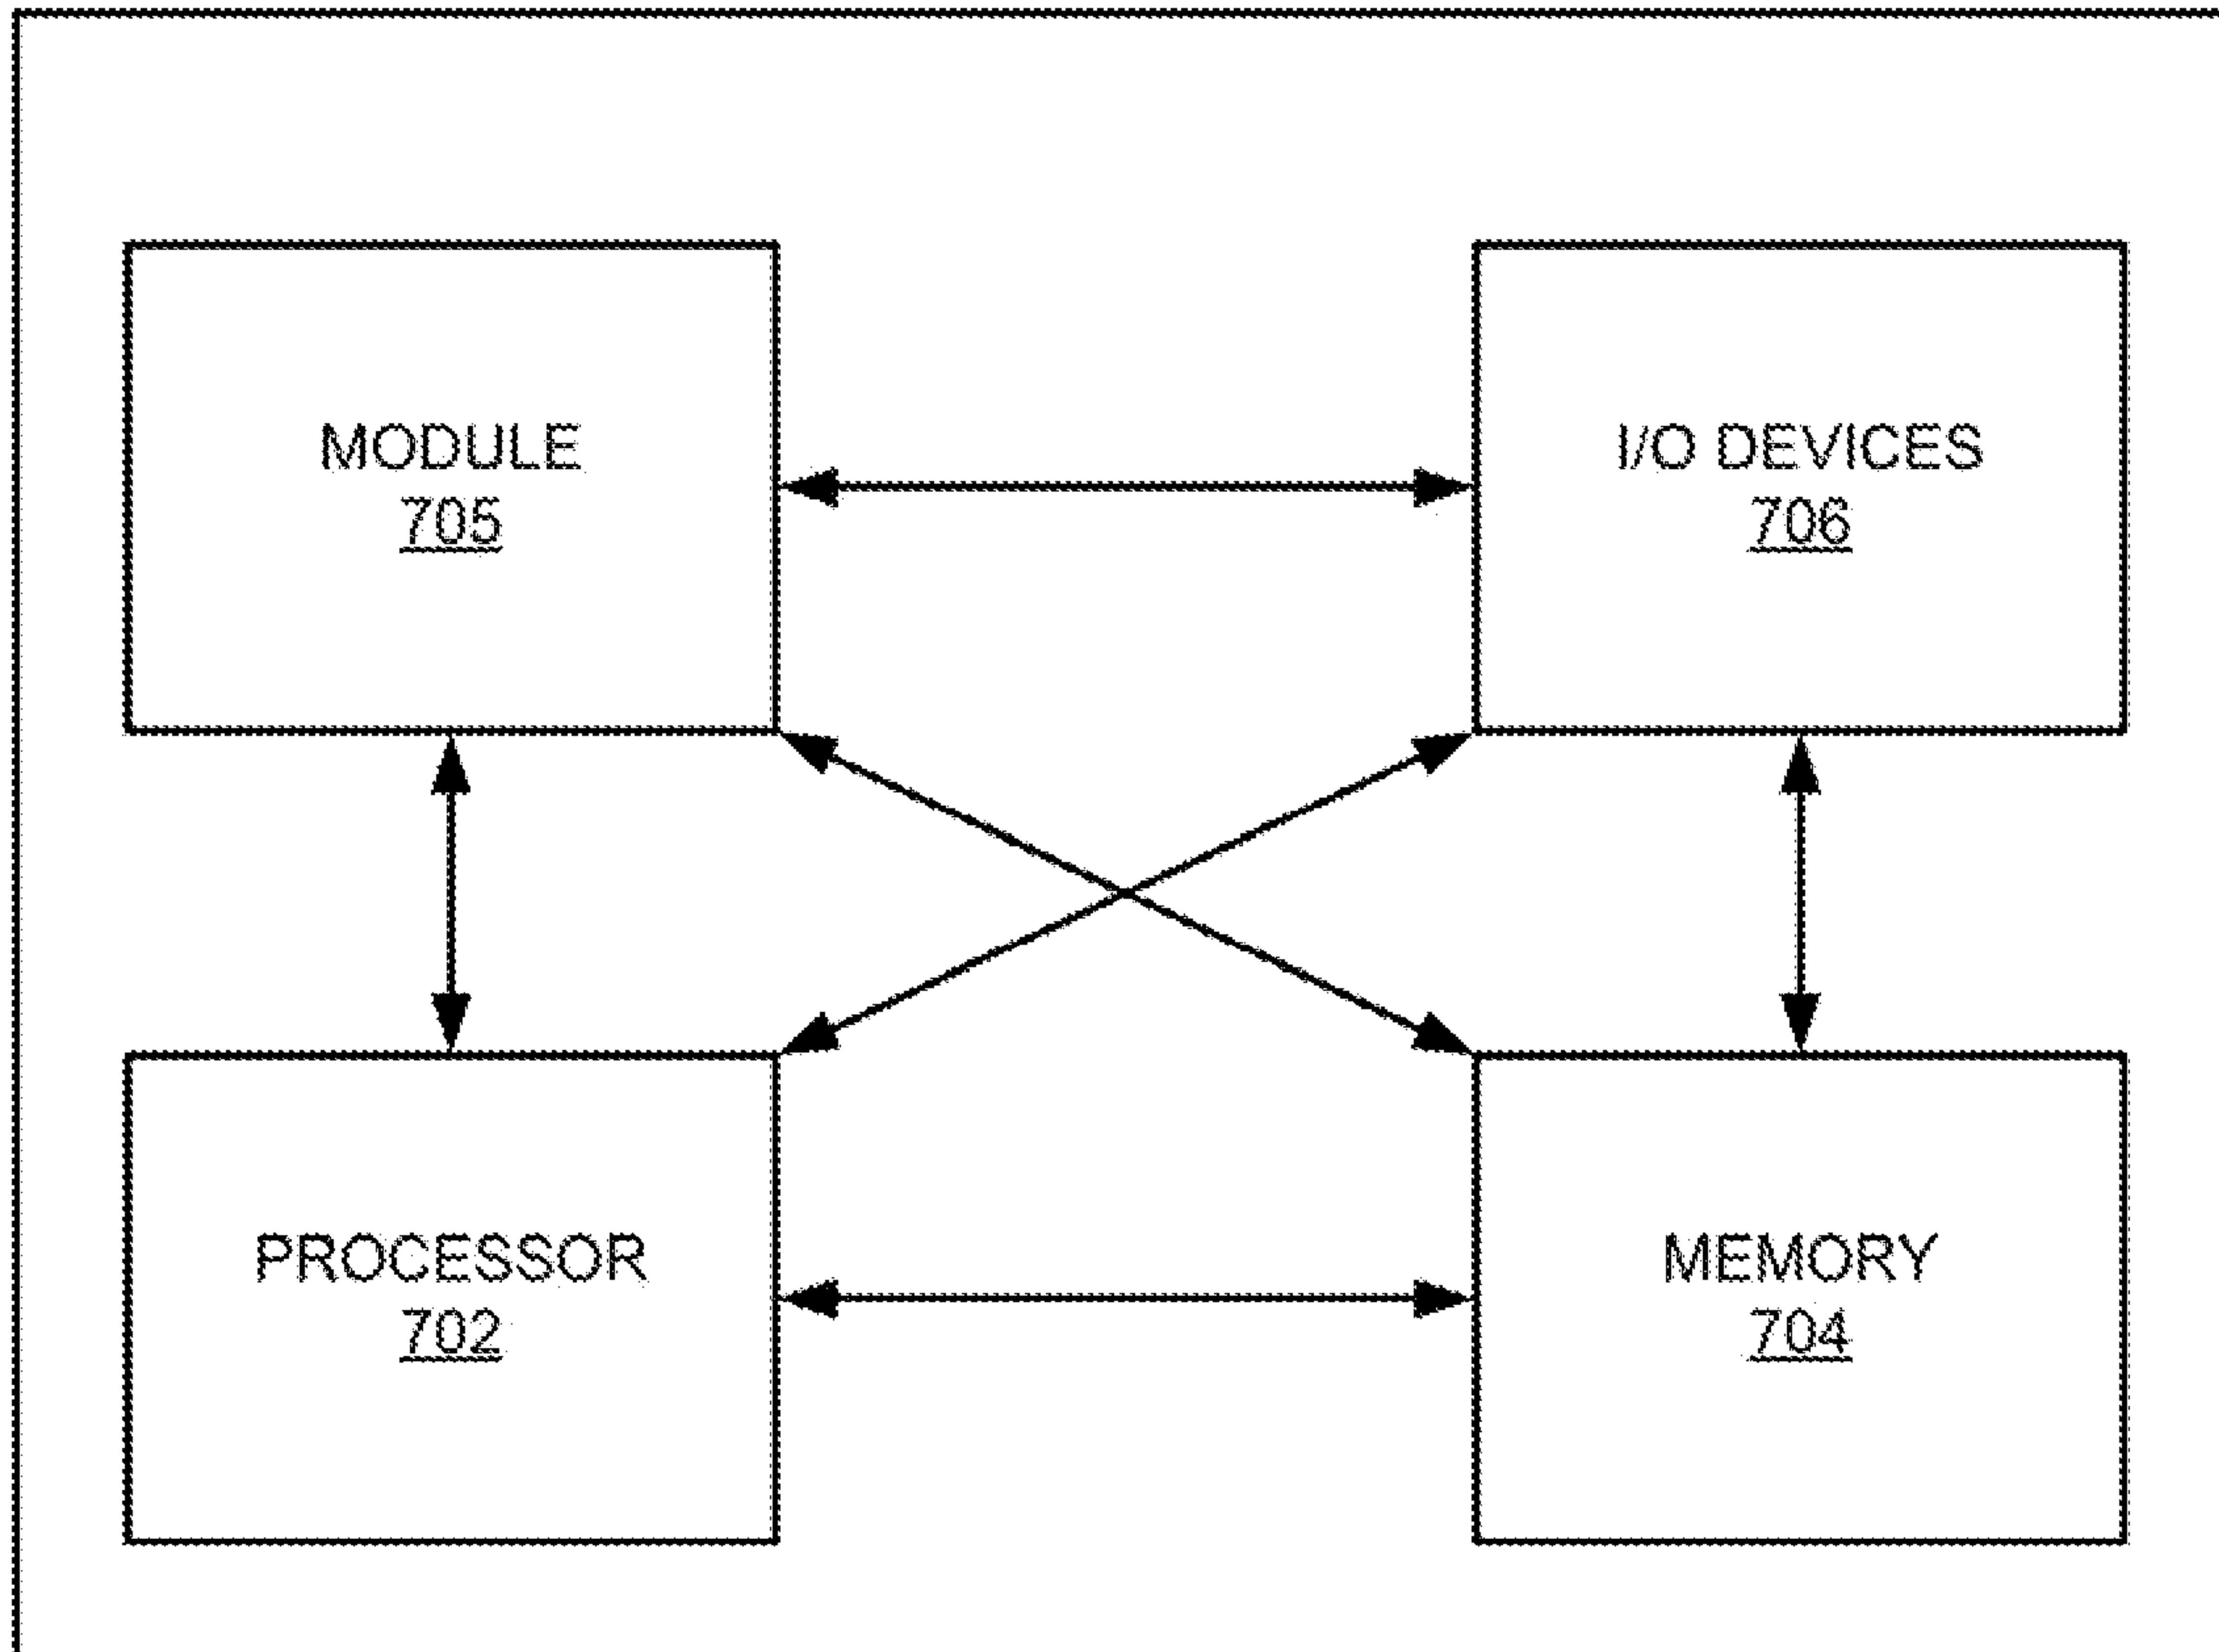 MODULE
705
I/O DEVICES
706
PROCESSOR
702
MEMORY
704